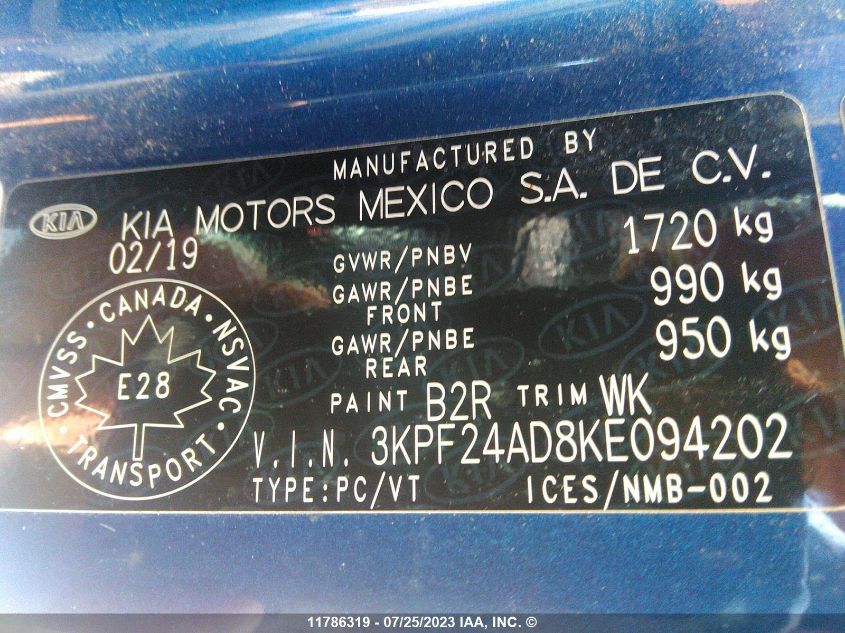 MANUFACTURED BY
KIA KIA MOTORS MEXICO S.A. DE C.V.
02/19
GVWR/PNBV 1720 kg
GAWR/PNBE FRONT 990 kg
GAWR/PNBE REAR 950 kg
PAINT B2R TRIM WK
V.I.N. 3KPF24AD8KE094202
TYPE:PC/VT ICES/NMB-002
CMVSS · CANADA · NSVAC · TRANSPORT ·
E28
11786319 - 07/25/2023 IAA, INC. ©